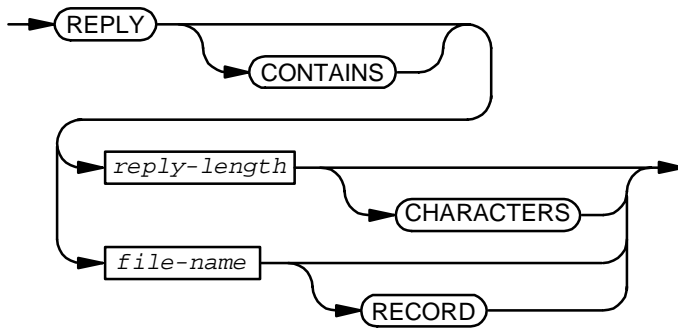 REPLY
CONTAINS
reply-length
CHARACTERS
file-name
RECORD